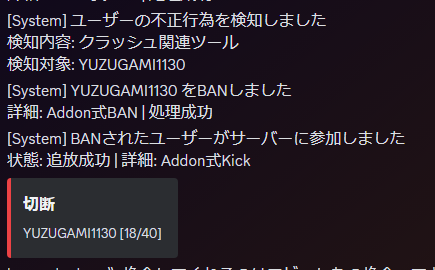 [System] ユーザーの不正行為を検知しました
検知内容: クラッシュ関連ツール
検知対象: YUZUGAMI1130
[System] YUZUGAMI1130 をBANしました
詳細: Addon式BAN | 処理成功
[System] BANされたユーザーがサーバーに参加しました
状態: 追放成功 | 詳細: Addon式Kick
切断
YUZUGAMI1130 [18/40]